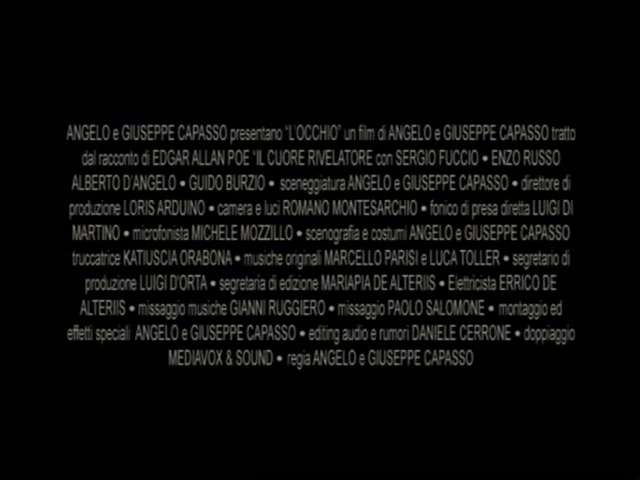 ANGELO e GIUSEPPE CAPASSO presentano “L’OCCHIO” un film di ANGELO e GIUSEPPE CAPASSO tratto
dal racconto di EDGAR ALLAN POE “IL CUORE RIVELATORE con SERGIO FUCCIO • ENZO RUSSO
ALBERTO D’ANGELO • GUIDO BURZIO • sceneggiatura ANGELO e GIUSEPPE CAPASSO • direttore di
produzione LORIS ARDUINO • camera e luci ROMANO MONTESARCHIO • fonico di presa diretta LUIGI DI
MARTINO • microfonista MICHELE MOZZILLO • scenografia e costumi ANGELO e GIUSEPPE CAPASSO
truccatrice KATIUSCIA ORABONA • musiche originali MARCELLO PARISI e LUCA TOLLER • segretario di
produzione LUIGI D’ORTA • segretaria di edizione MARIAPIA DE ALTERIIS • Elettricista ERRICO DE
ALTERIIS • missaggio musiche GIANNI RUGGIERO • missaggio PAOLO SALOMONE • montaggio ed
effetti speciali ANGELO e GIUSEPPE CAPASSO • editing audio e rumori DANIELE CERRONE • doppiaggio
MEDIAVOX & SOUND • regia ANGELO e GIUSEPPE CAPASSO